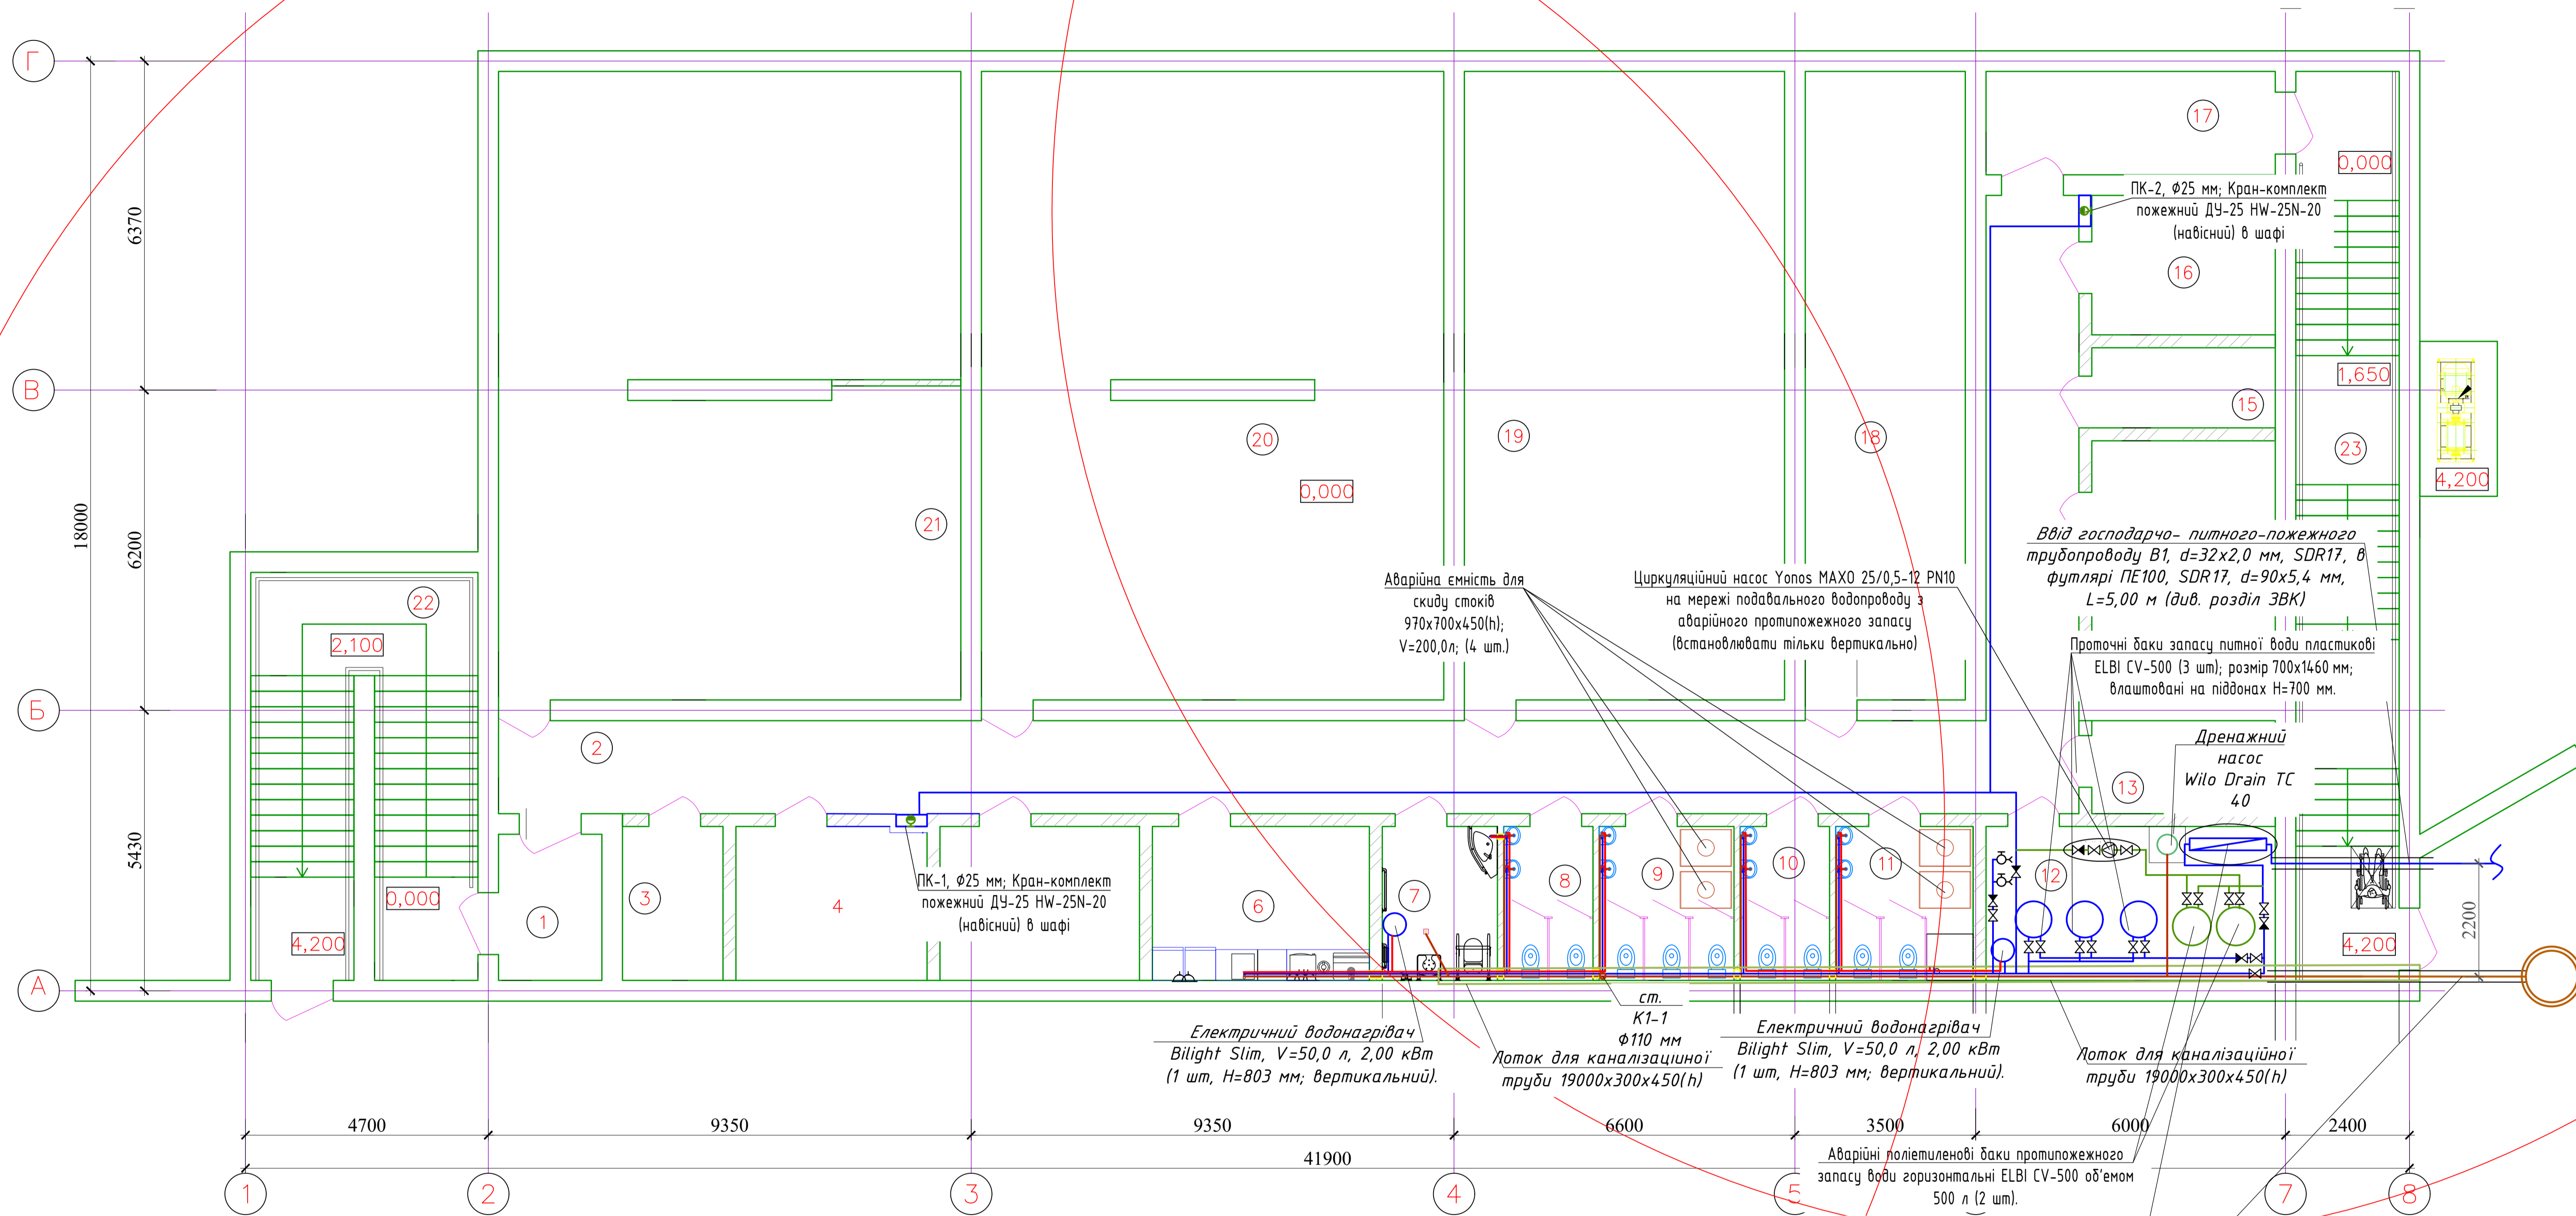 Г
17
0,000
ПК-2, ϕ25 мм; Кран-комплект
пожежний ДУ-25 HW-25N-20
(навісний) в шафі
6370
16
В
1,650
15
20
19
18
23
4,200
0,000
18000
6200
21
Ввід господарчо- питного-пожежного
трубопроводу В1, d=32х2,0 мм, SDR17, в
футлярі ПЕ100, SDR17, d=90х5,4 мм,
L=5,00 м (див. розділ ЗВК)
22
2,100
Аварійна ємність для
скиду стоків
970х700х450(h);
V=200,0л; (4 шт.)
Циркуляційний насос Yonos MAXO 25/0,5-12 PN10
на мережі подавального водопроводу з
аварійного протипожежного запасу
(встановлювати тільки вертикально)
Проточні баки запасу питної води пластикові
ELBI CV-500 (3 шт); розмір 700х1460 мм;
влаштовані на піддонах Н=700 мм.
Б
2
Дренажний
насос
Wilo Drain TC
40
13
5430
ПК-1, ϕ25 мм; Кран-комплект
пожежний ДУ-25 HW-25N-20
(навісний) в шафі
0,000
4,200
1
3
4
6
7
8
9
10
11
12
2200
4,200
А
ст.
К1-1
ϕ110 мм
Електричний водонагрівач
Bilight Slim, V=50,0 л, 2,00 кВт
(1 шт, Н=803 мм; вертикальний).
Лоток для каналізаційної
труби 19000х300х450(h)
Електричний водонагрівач
Bilight Slim, V=50,0 л, 2,00 кВт
(1 шт, Н=803 мм; вертикальний).
Лоток для каналізаційної
труби 19000х300х450(h)
4700
9350
9350
6600
3500
6000
2400
41900
Аварійні поліетиленові баки протипожежного
запасу води горизонтальні ELBI CV-500 об'ємом
500 л (2 шт).
1
2
3
4
5
7
8